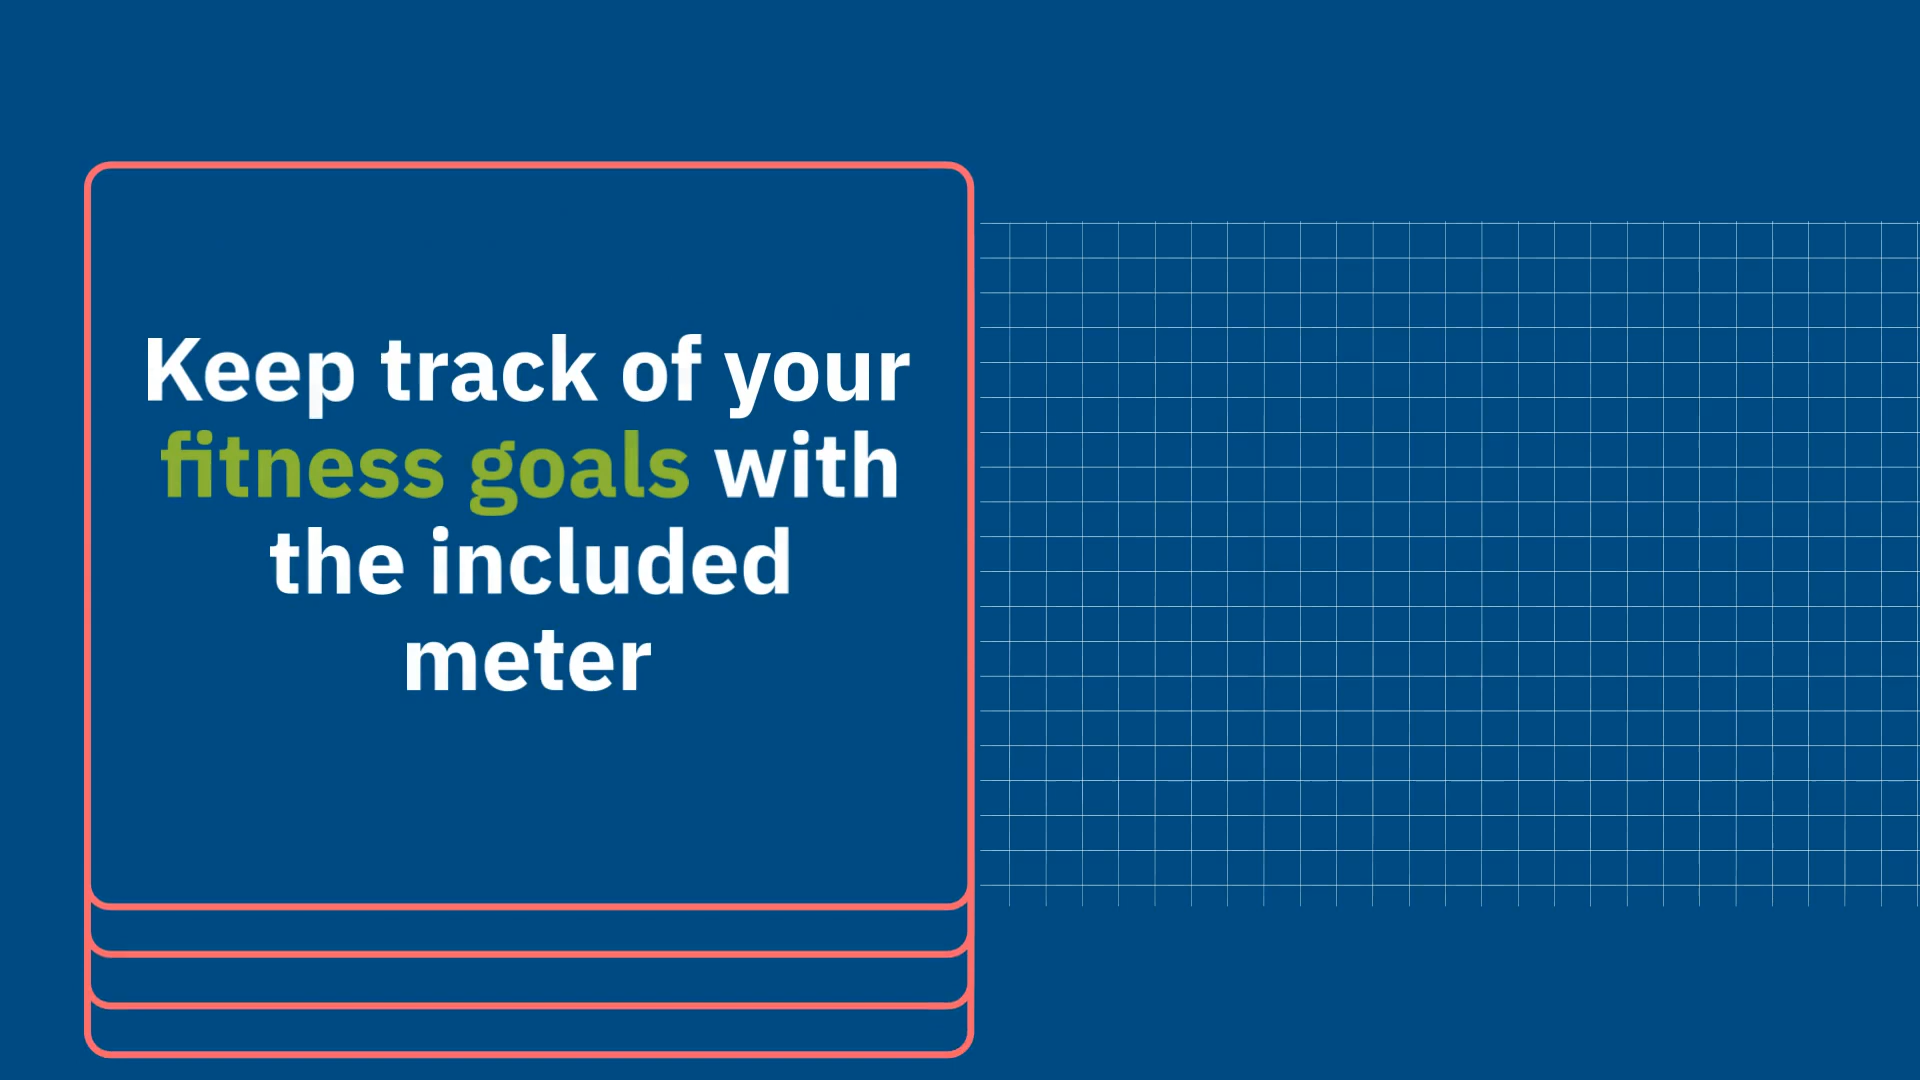 Keep track of your
fitness goals with
the included
meter